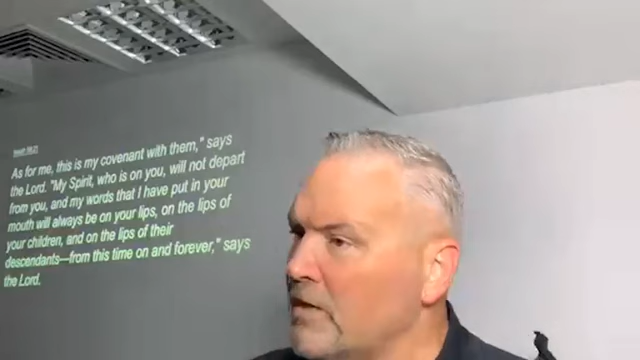 Isaiah 59:21
As for me, this is my covenant with them,” says
the Lord. “My Spirit, who is on you, will not depart
from you, and my words that I have put in your
mouth will always be on your lips, on the lips of
your children, and on the lips of their
descendants—from this time on and forever,” says
the Lord.